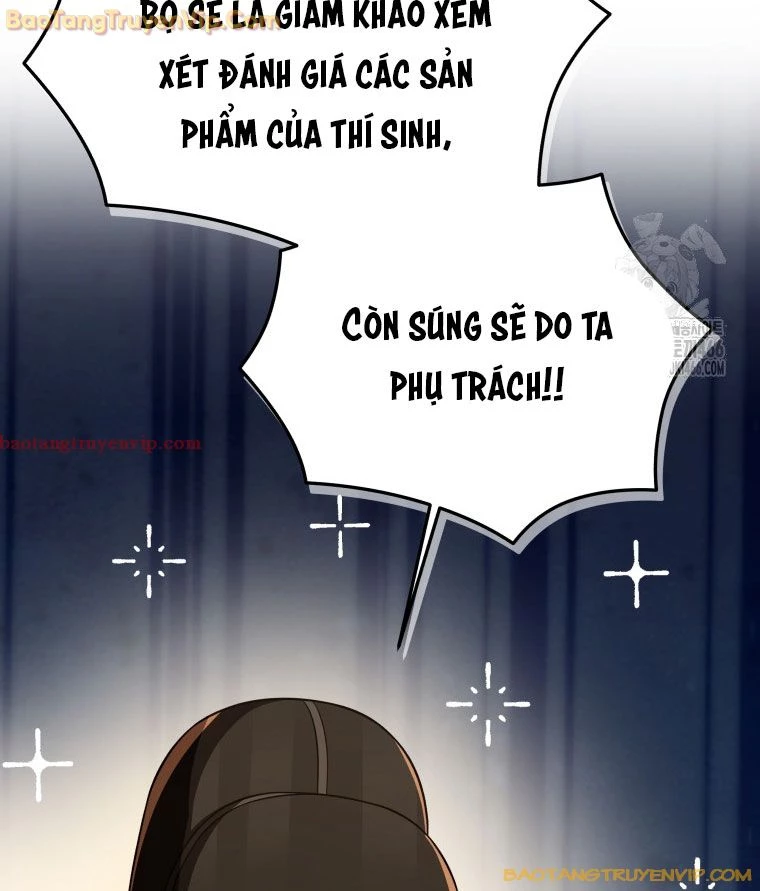 BaoTangTruyenVip.Com
BỘ SẼ LÀ GIÁM KHẢO XEM
XÉT ĐÁNH GIÁ CÁC SẢN
PHẨM CỦA THÍ SINH,
CÒN SÚNG SẼ DO TA
PHỤ TRÁCH!!
baotangtruyenvip.com
BAOTANGTRUYENVIP.COM